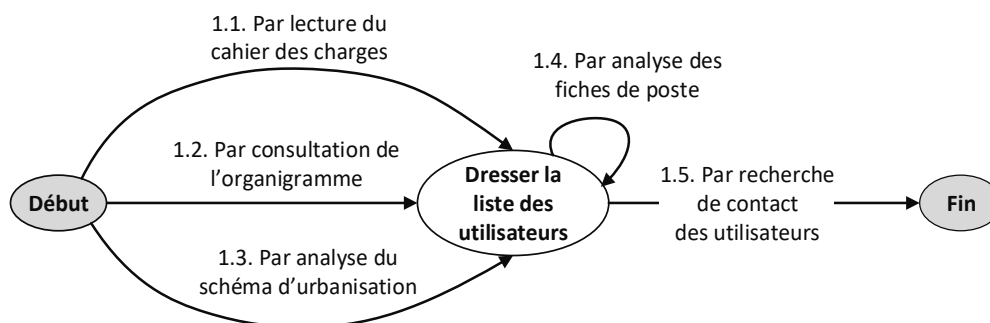 1.1. Par lecture du
cahier des charges
1.4. Par analyse des
fiches de poste
1.2. Par consultation de
l’organigramme
Début
Dresser la
liste des
utilisateurs
1.5. Par recherche
de contact
des utilisateurs
Fin
1.3. Par analyse du
schéma d’urbanisation